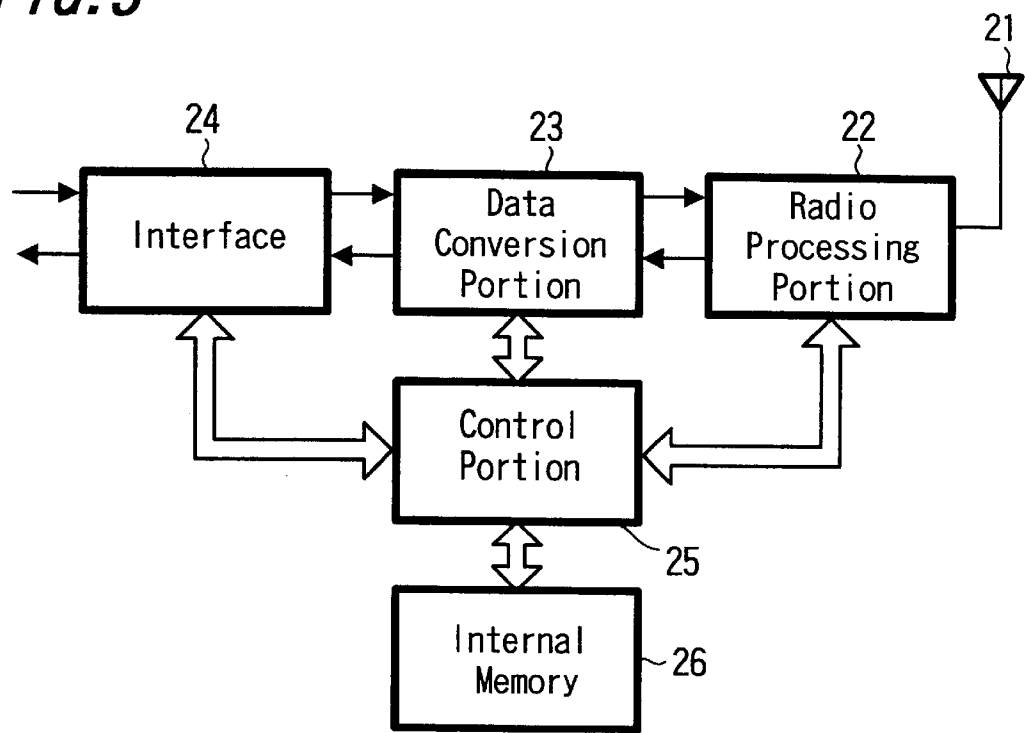 21
24
23
22
Interface
Data
Conversion
Portion
Radio
Processing
Portion
Control
Portion
25
Internal
Memory
26